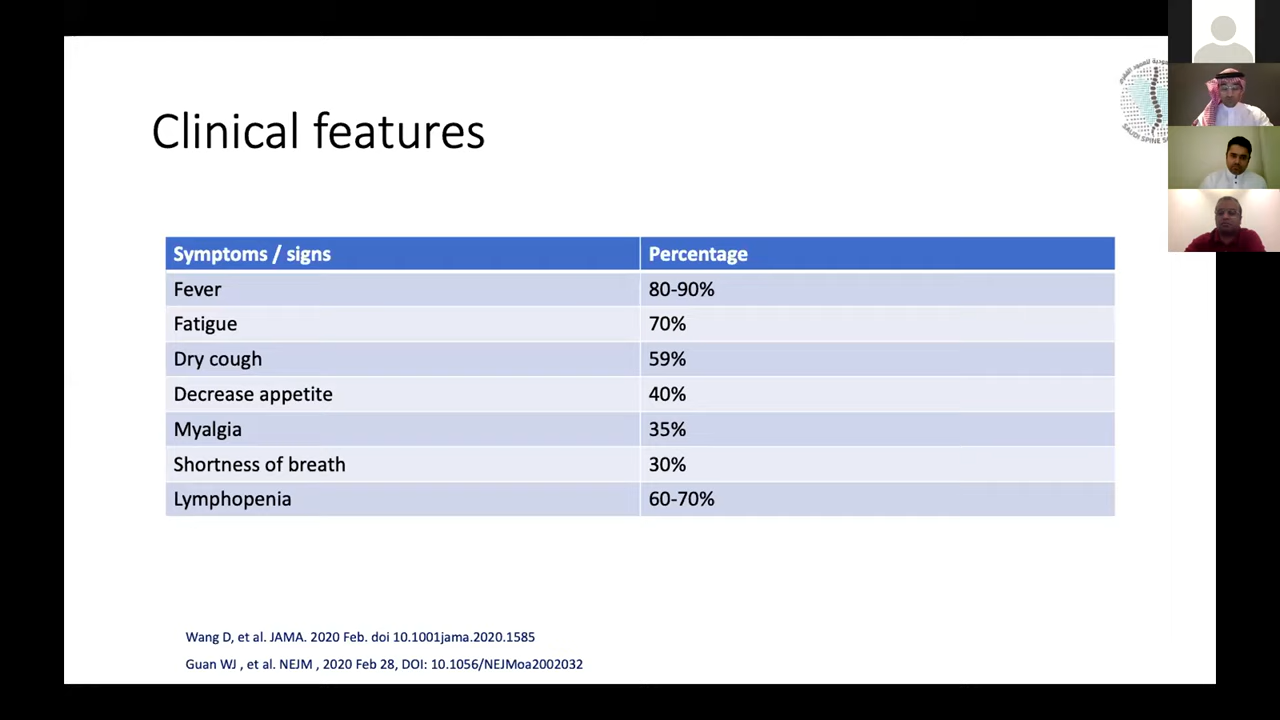 Clinical features
Symptoms / signs Percentage
Fever 80-90%
Fatigue 70%
Dry cough 59%
Decrease appetite 40%
Myalgia 35%
Shortness of breath 30%
Lymphopenia 60-70%
Wang D, et al. JAMA. 2020 Feb. doi 10.1001jama.2020.1585
Guan WJ , et al. NEJM , 2020 Feb 28, DOI: 10.1056/NEJMoa2002032
SAUDI SPINE